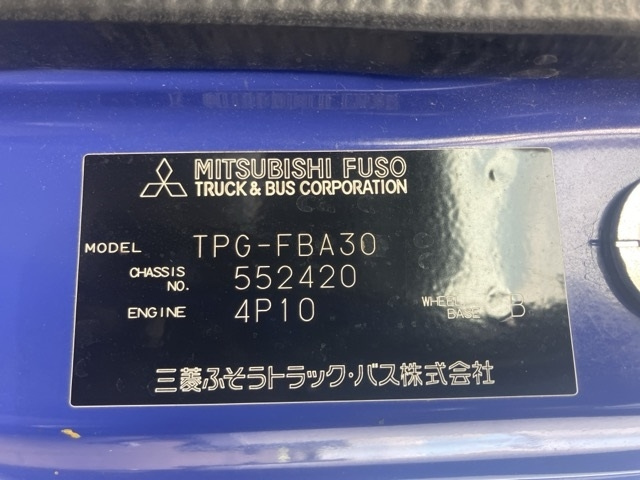 MITSUBISHI FUSO
TRUCK & BUS CORPORATION
MODEL TPG-FBA30
CHASSIS NO. 552420
ENGINE 4P10 WHEEL BASE B
三菱ふそうトラック・バス株式会社